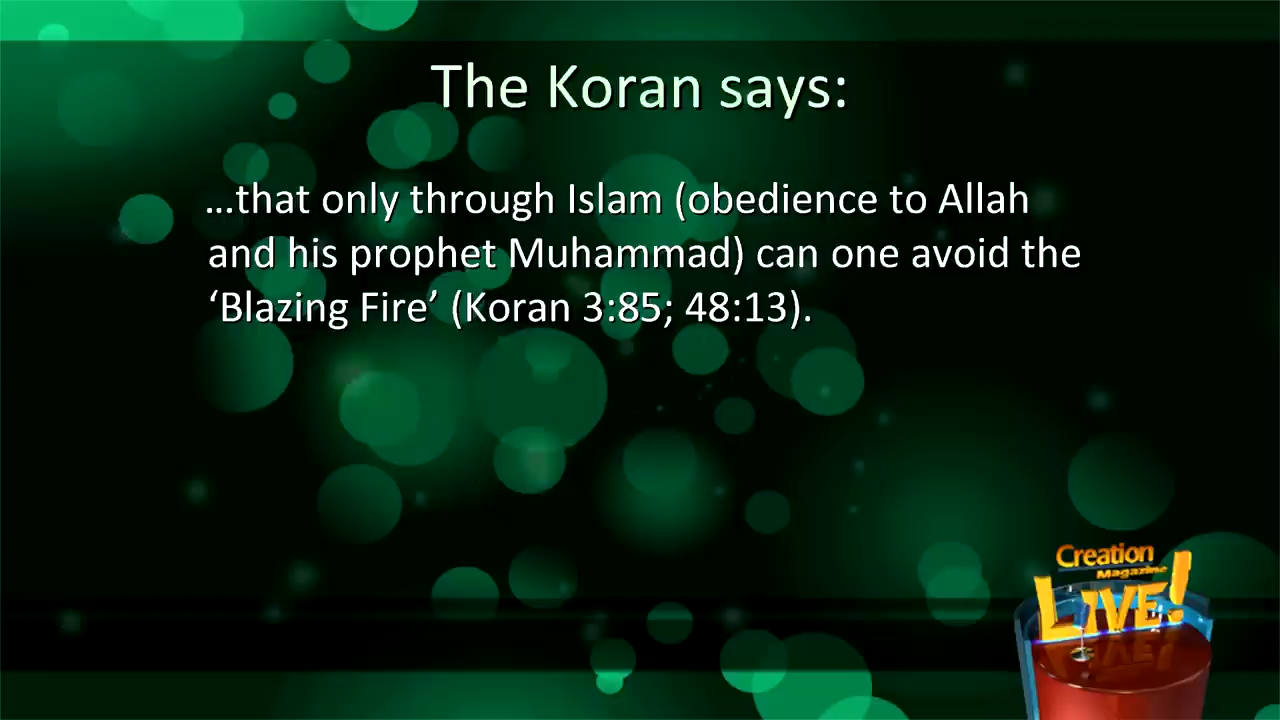 The Koran says:
…that only through Islam (obedience to Allah
and his prophet Muhammad) can one avoid the
‘Blazing Fire’ (Koran 3:85; 48:13).
Creation
Magazine
LIVE!